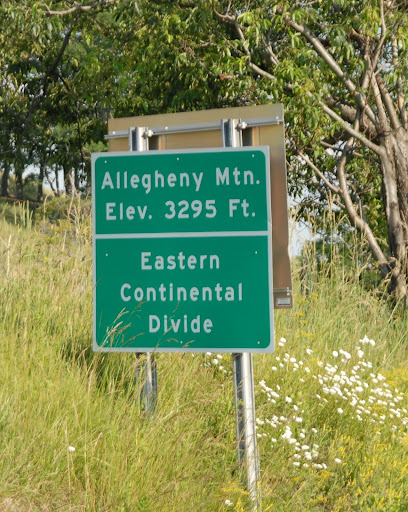 Allegheny Mtn.
Elev. 3295 Ft.
Eastern
Continental
Divide